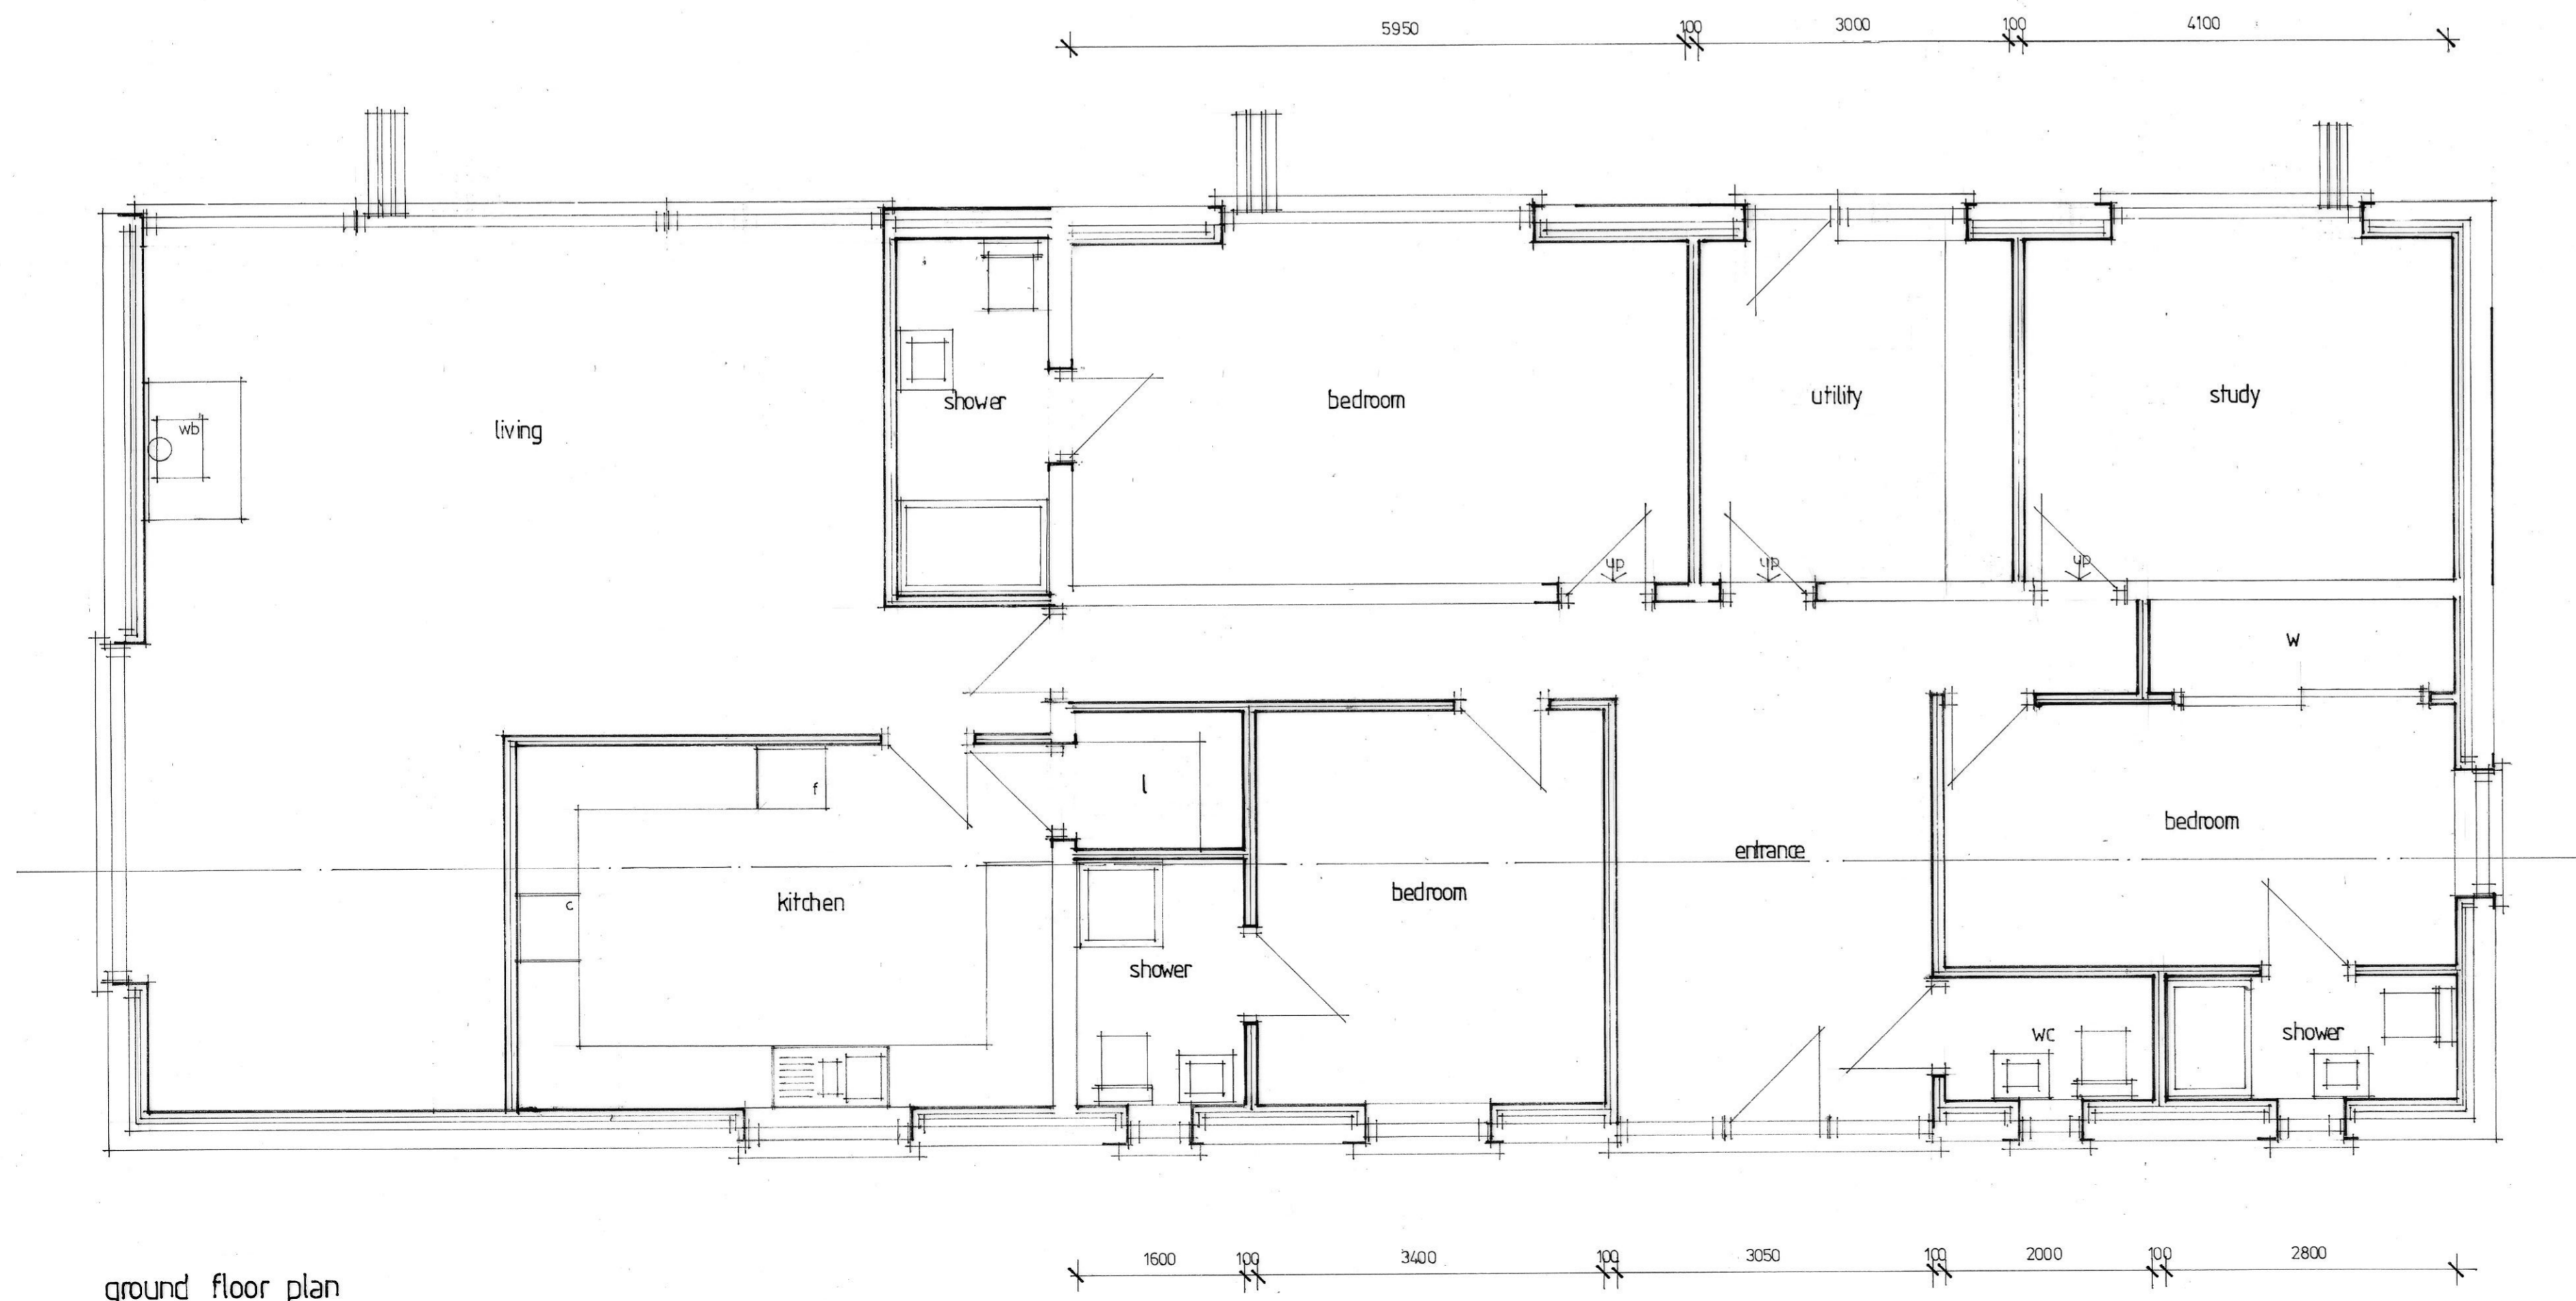 5950 100 3000 100 4100
wb
living
shower
bedroom
utility
study
up
up
up
w
f
l
c
kitchen
shower
bedroom
entrance
bedroom
wc
shower
1600 100 3400 100 3050 100 2000 100 2800
ground floor plan